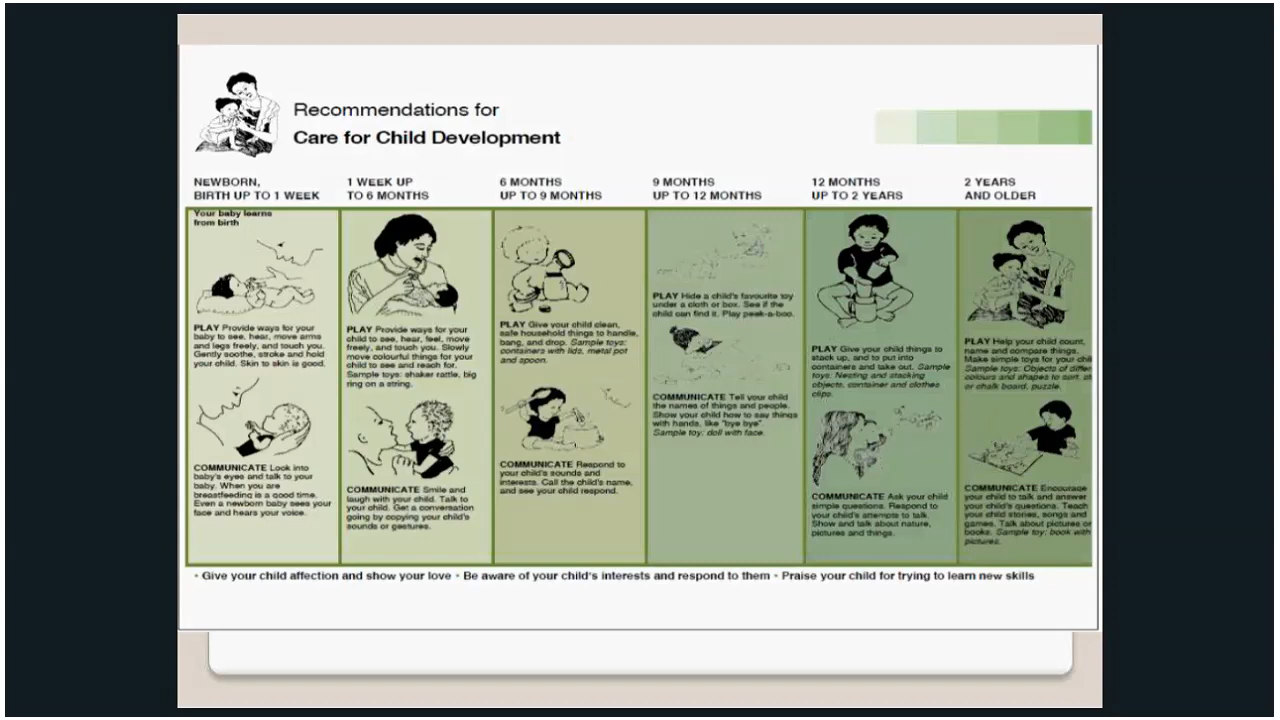 Recommendations for
Care for Child Development
NEWBORN,
BIRTH UP TO 1 WEEK
Your baby learns
from birth
PLAY Provide ways for your
baby to see, hear, move arms
and legs freely, and touch you.
Gently soothe, stroke and hold
your child. Skin to skin is good.
COMMUNICATE Look into
baby's eyes and talk to your
baby. When you are
breastfeeding is a good time.
Even a newborn baby sees your
face and hears your voice.
1 WEEK UP
TO 6 MONTHS
PLAY Provide ways for your
child to see, hear, feel, move
freely, and touch you. Slowly
move colourful things for your
child to see and reach for.
Sample toys: shaker rattle, big
ring on a string.
COMMUNICATE Smile and
laugh with your child. Talk to
your child. Get a conversation
going by copying your child's
sounds or gestures.
6 MONTHS
UP TO 9 MONTHS
PLAY Give your child clean,
safe household things to handle,
bang, and drop. Sample toys:
containers with lids, metal pot
and spoon.
COMMUNICATE Respond to
your child's sounds and
interests. Call the child's name,
and see your child respond.
9 MONTHS
UP TO 12 MONTHS
PLAY Hide a child's favourite toy
under a cloth or box. See if the
child can find it. Play peek-a-boo.
COMMUNICATE Tell your child
the names of things and people.
Show your child how to say things
with hands, like "bye bye".
Sample toy: doll with face.
12 MONTHS
UP TO 2 YEARS
PLAY Give your child things to
stack up, and to put into
containers and take out. Sample
toys: Nesting and stacking
objects, container and clothes
clips.
COMMUNICATE Ask your child
simple questions. Respond to
your child's attempts to talk.
Show and talk about nature,
pictures and things.
2 YEARS
AND OLDER
PLAY Help your child count,
name and compare things.
Make simple toys for your chil
Sample toys: Objects of differ
colours and shapes to sort, st
or chalk board, puzzle.
COMMUNICATE Encourage
your child to talk and answer
your child's questions. Teach
your child stories, songs and
games. Talk about pictures or
books. Sample toy: book with
pictures.
• Give your child affection and show your love • Be aware of your child's interests and respond to them • Praise your child for trying to learn new skills